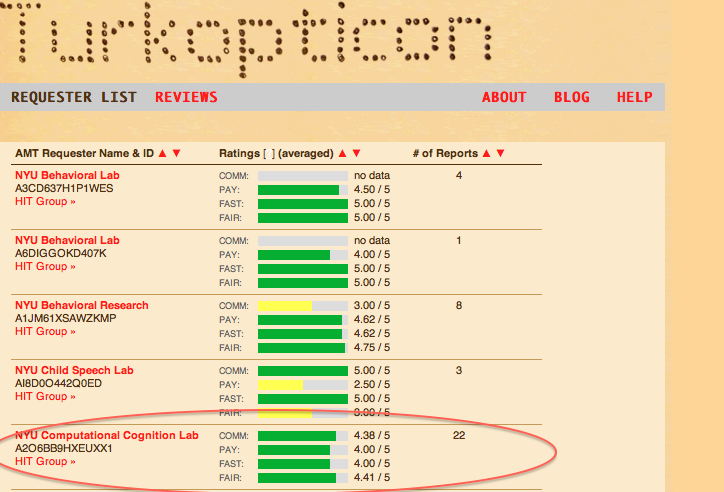 Turkopticon
REQUESTER LIST REVIEWS ABOUT BLOG HELP
AMT Requester Name & ID ▲ ▼ Ratings [ ] (averaged) ▲ ▼ # of Reports ▲ ▼
NYU Behavioral Lab COMM: no data 4
A3CD637H1P1WES PAY: 4.50 / 5
HIT Group » FAST: 5.00 / 5
FAIR: 5.00 / 5
NYU Behavioral Lab COMM: no data 1
A6DIGGOKD407K PAY: 4.00 / 5
HIT Group » FAST: 5.00 / 5
FAIR: 5.00 / 5
NYU Behavioral Research COMM: 3.00 / 5 8
A1JM61XSAWZKMP PAY: 4.62 / 5
HIT Group » FAST: 4.62 / 5
FAIR: 4.75 / 5
NYU Child Speech Lab COMM: 5.00 / 5 3
AI8D0O442Q0ED PAY: 2.50 / 5
HIT Group » FAST: 5.00 / 5
FAIR: 3.00 / 5
NYU Computational Cognition Lab COMM: 4.38 / 5 22
A2O6BB9HXEUXX1 PAY: 4.00 / 5
HIT Group » FAST: 4.00 / 5
FAIR: 4.41 / 5